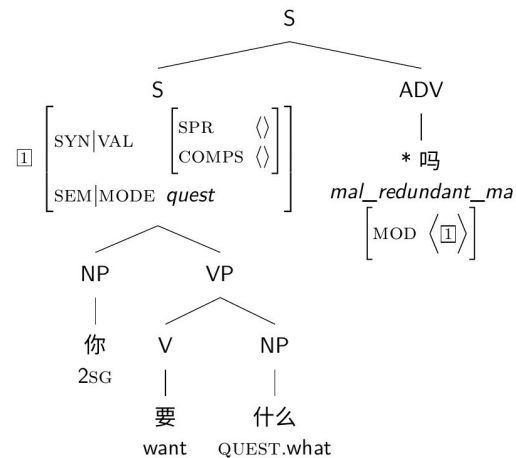 S
S
ADV
1 [SYN|VAL [SPR ⟨⟩
COMPS ⟨⟩]
SEM|MODE quest]
* 吗
mal_redundant_ma
[MOD ⟨1⟩]
NP
VP
你
2SG
V
NP
要
什么
want
QUEST.what